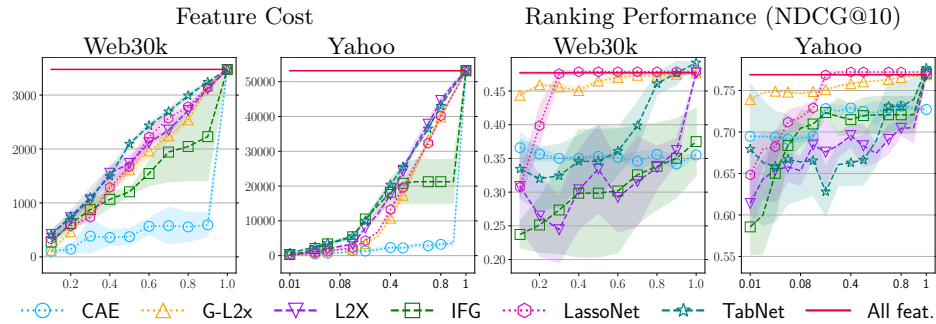 Feature Cost
Ranking Performance (NDCG@10)
Web30k
Yahoo
Web30k
Yahoo
3000
2000
1000
0
0.2 0.4 0.6 0.8 1.0
50000
40000
30000
20000
10000
0
0.01 0.08 0.4 0.8 1
0.45
0.40
0.35
0.30
0.25
0.20
0.2 0.4 0.6 0.8 1.0
0.75
0.70
0.65
0.60
0.55
0.01 0.08 0.4 0.8 1
CAE G-L2x L2X IFG LassoNet TabNet All feat.